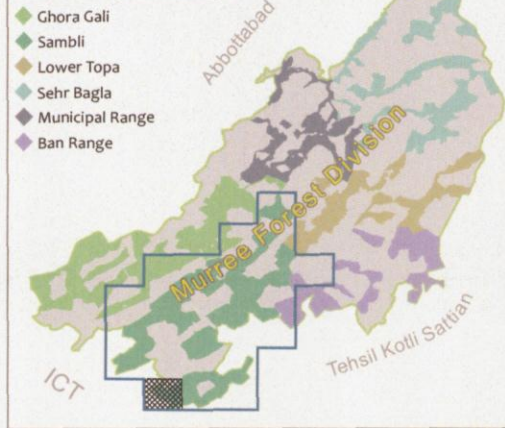 Ghora Gali
Sambli
Lower Topa
Sehr Bagla
Municipal Range
Ban Range
Abbottabad
Murree Forest Division
Tehsil Kotli Sattian
ICT